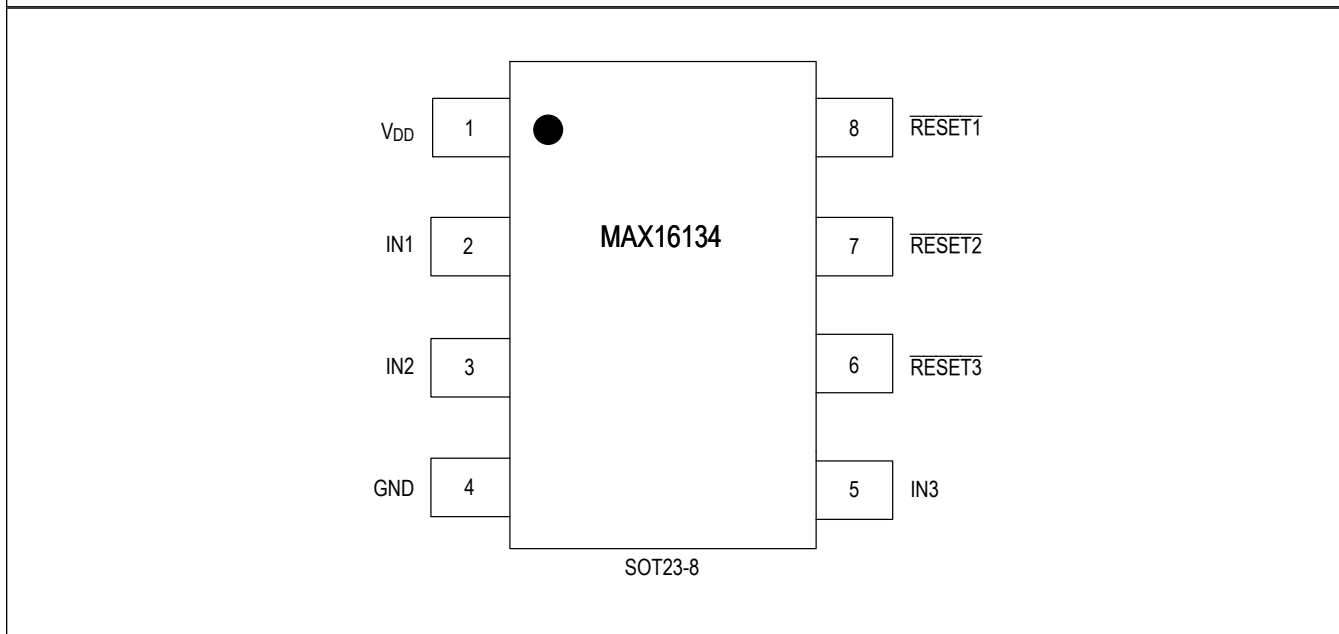 VDD 1 8 RESET1
MAX16134
IN1 2 7 RESET2
IN2 3 6 RESET3
GND 4 5 IN3
SOT23-8